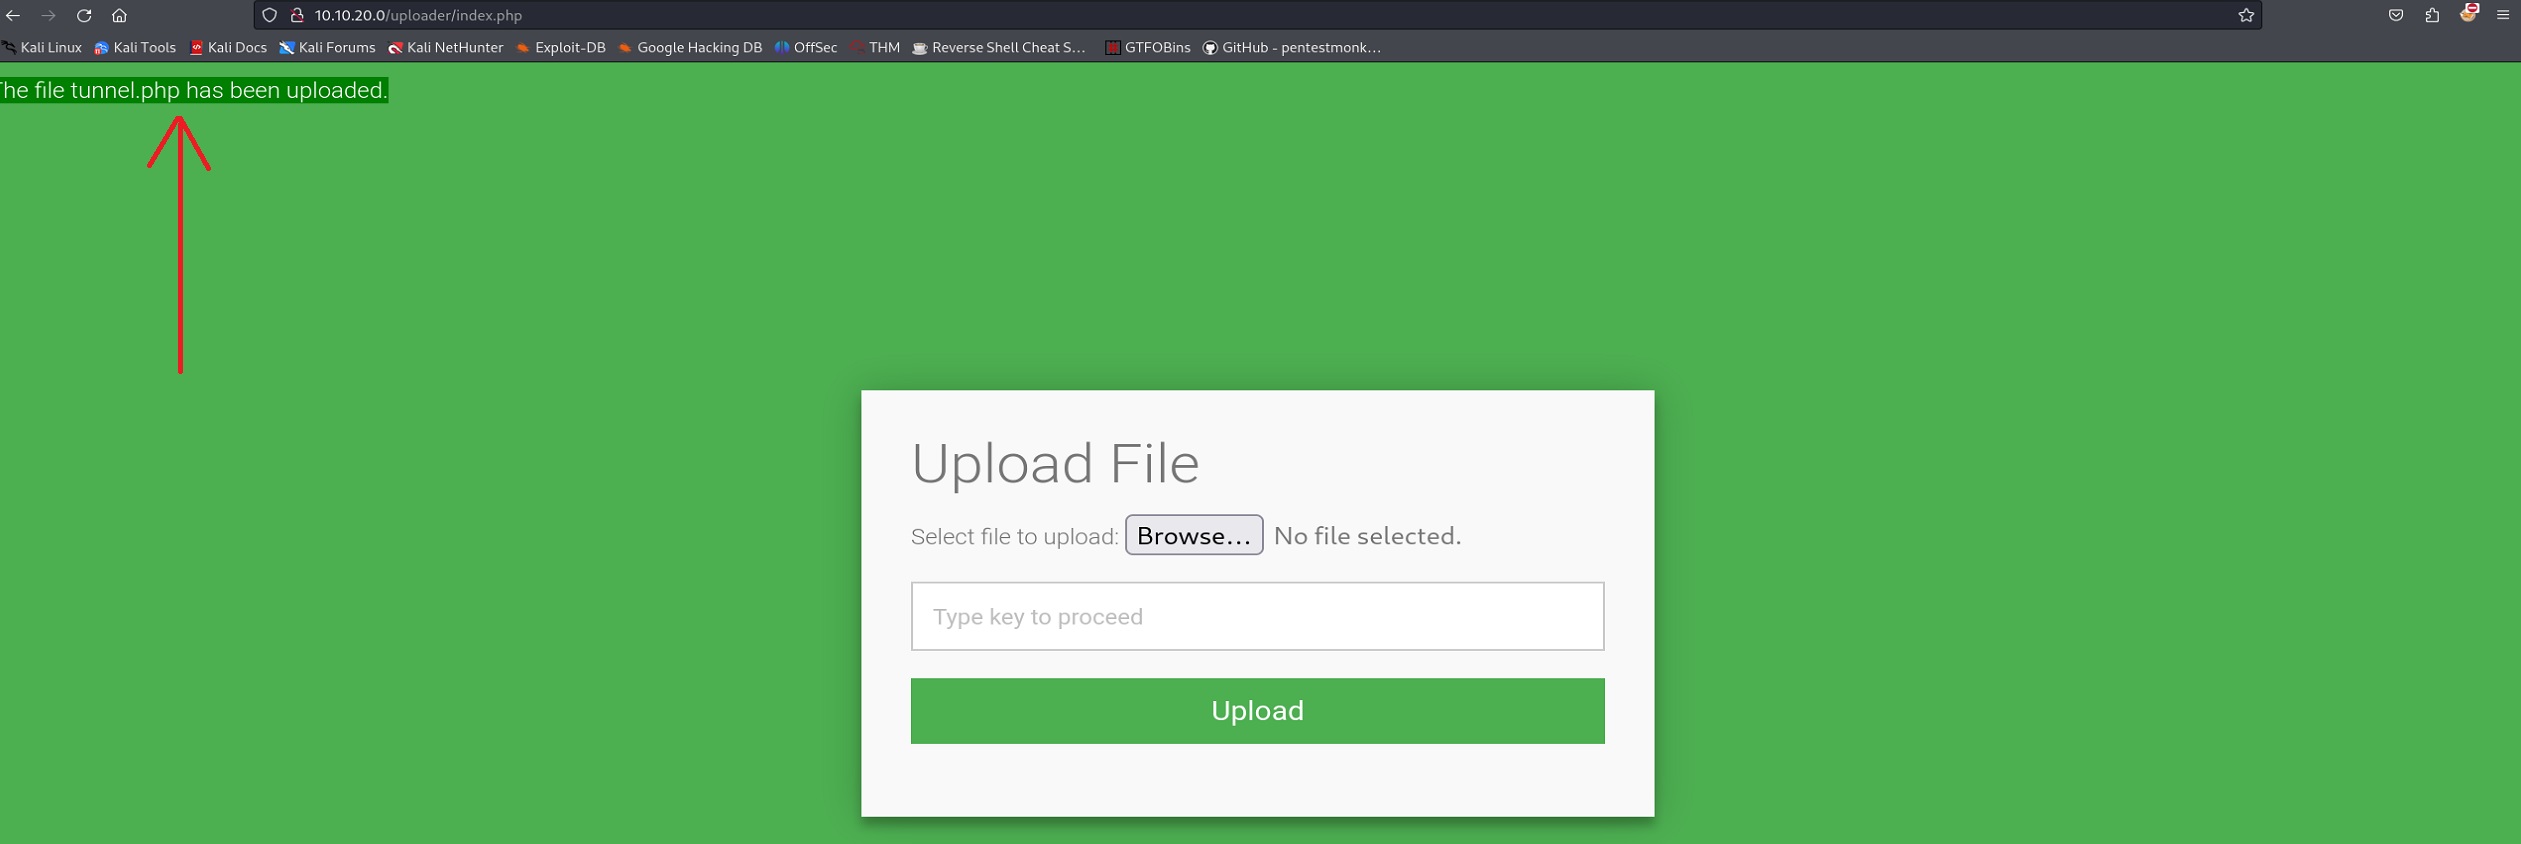 10.10.20.0/uploader/index.php
Kali Linux Kali Tools Kali Docs Kali Forums Kali NetHunter Exploit-DB Google Hacking DB OffSec THM Reverse Shell Cheat S... GTFOBins GitHub - pentestmonk...
The file tunnel.php has been uploaded.
Upload File
Select file to upload: Browse... No file selected.
Type key to proceed
Upload